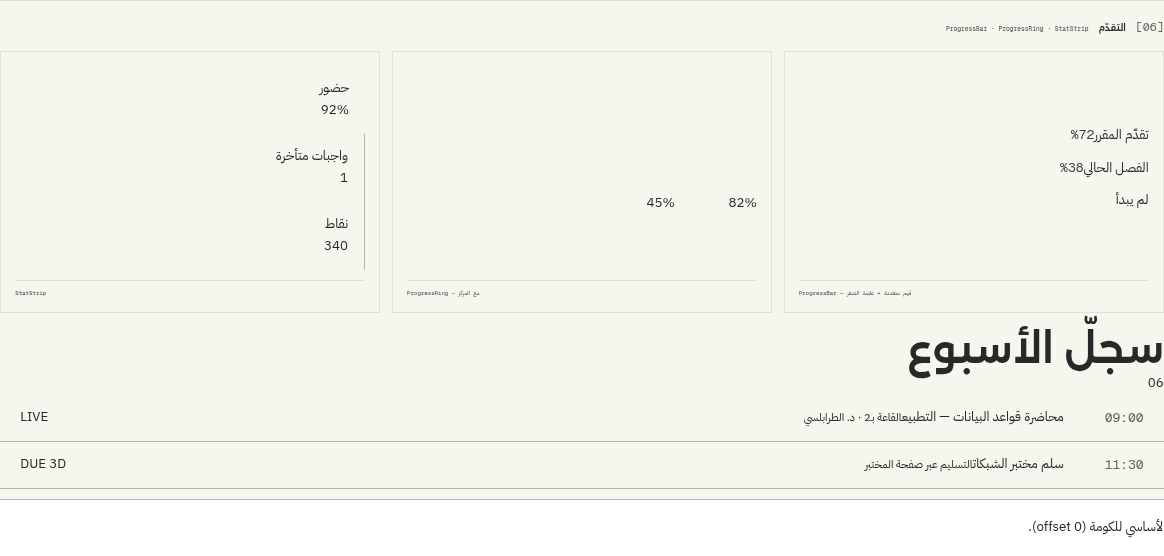 [06] التقدّم ProgressBar · ProgressRing · StatStrip
تقدّم المقرر72%
الفصل الحالي38%
لم يبدأ
ProgressBar — قيم متعددة + علامة الصفر
82% 45%
ProgressRing — مع المركز
حضور
92%
واجبات متأخرة
1
نقاط
340
StatStrip
سجلّ الأسبوع
06
09:00 محاضرة قواعد البيانات — التطبيعالقاعة ب2 · د. الطرابلسي LIVE
11:30 سلم مختبر الشبكاتالتسليم عبر صفحة المختبر DUE 3D
لأساسي للكومة (offset 0).